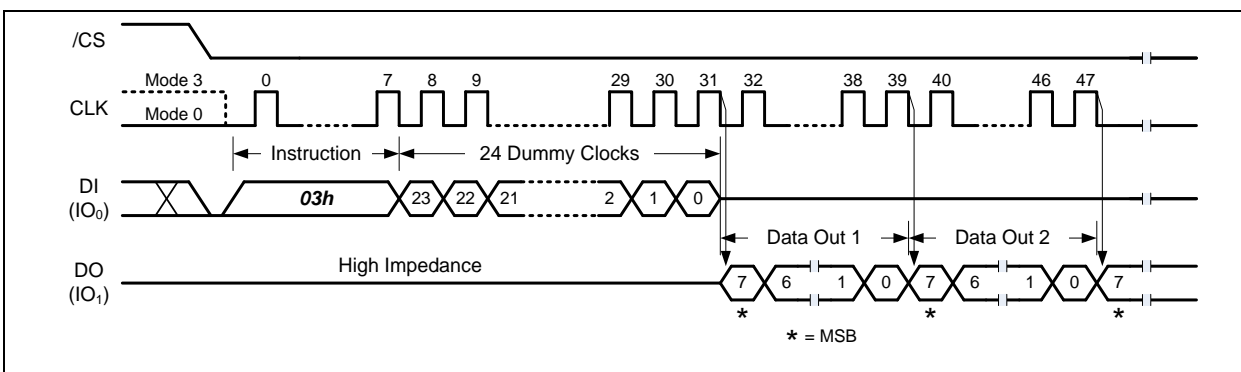 /CS
Mode 3 0 7 8 9 29 30 31 32 38 39 40 46 47
CLK
Mode 0
Instruction 24 Dummy Clocks
DI
(IO₀)
03h 23 22 21 2 1 0
Data Out 1 Data Out 2
DO
(IO₁)
High Impedance
7 6 1 0 7 6 1 0 7
* * *
* = MSB